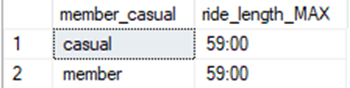 member_casual ride_length_MAX
1 casual 59:00
2 member 59:00